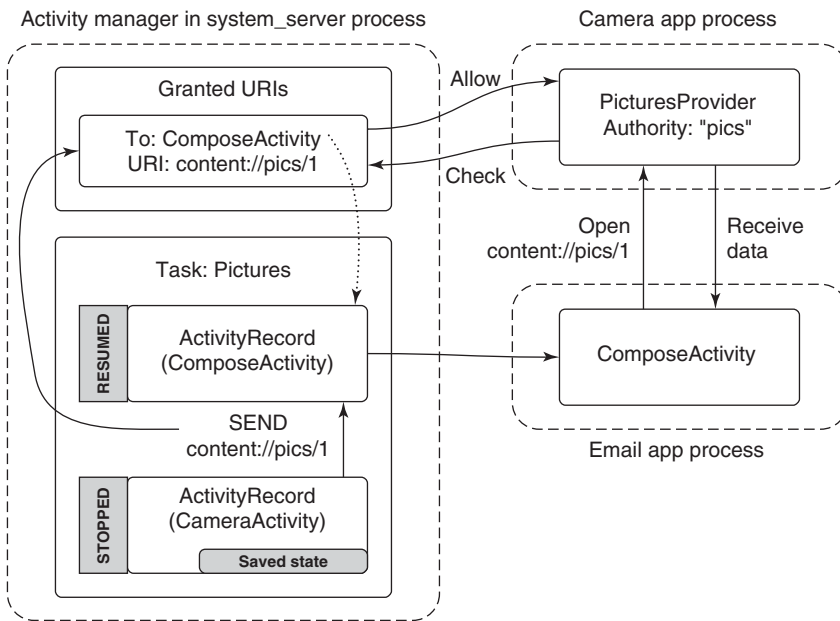 Activity manager in system_server process
Camera app process
Granted URIs
To: ComposeActivity
URI: content://pics/1
Allow
Check
PicturesProvider
Authority: "pics"
Open
content://pics/1
Receive
data
Task: Pictures
RESUMED
ActivityRecord
(ComposeActivity)
ComposeActivity
SEND
content://pics/1
Email app process
STOPPED
ActivityRecord
(CameraActivity)
Saved state